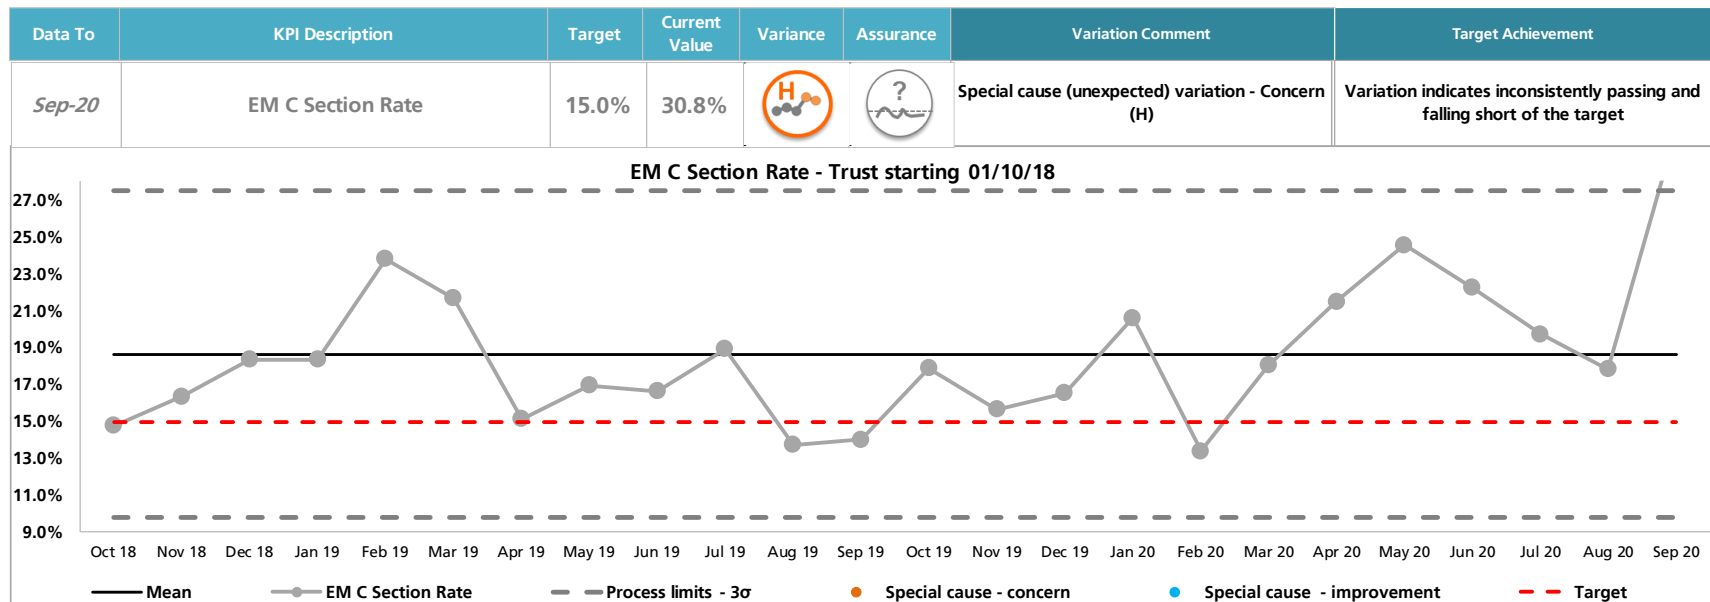 Data To KPI Description Target Current Value Variance Assurance Variation Comment Target Achievement
Sep-20 EM C Section Rate 15.0% 30.8% H ? Special cause (unexpected) variation - Concern (H) Variation indicates inconsistently passing and falling short of the target
EM C Section Rate - Trust starting 01/10/18
27.0%
25.0%
23.0%
21.0%
19.0%
17.0%
15.0%
13.0%
11.0%
9.0%
Oct 18 Nov 18 Dec 18 Jan 19 Feb 19 Mar 19 Apr 19 May 19 Jun 19 Jul 19 Aug 19 Sep 19 Oct 19 Nov 19 Dec 19 Jan 20 Feb 20 Mar 20 Apr 20 May 20 Jun 20 Jul 20 Aug 20 Sep 20
Mean EM C Section Rate Process limits - 3σ Special cause - concern Special cause - improvement Target